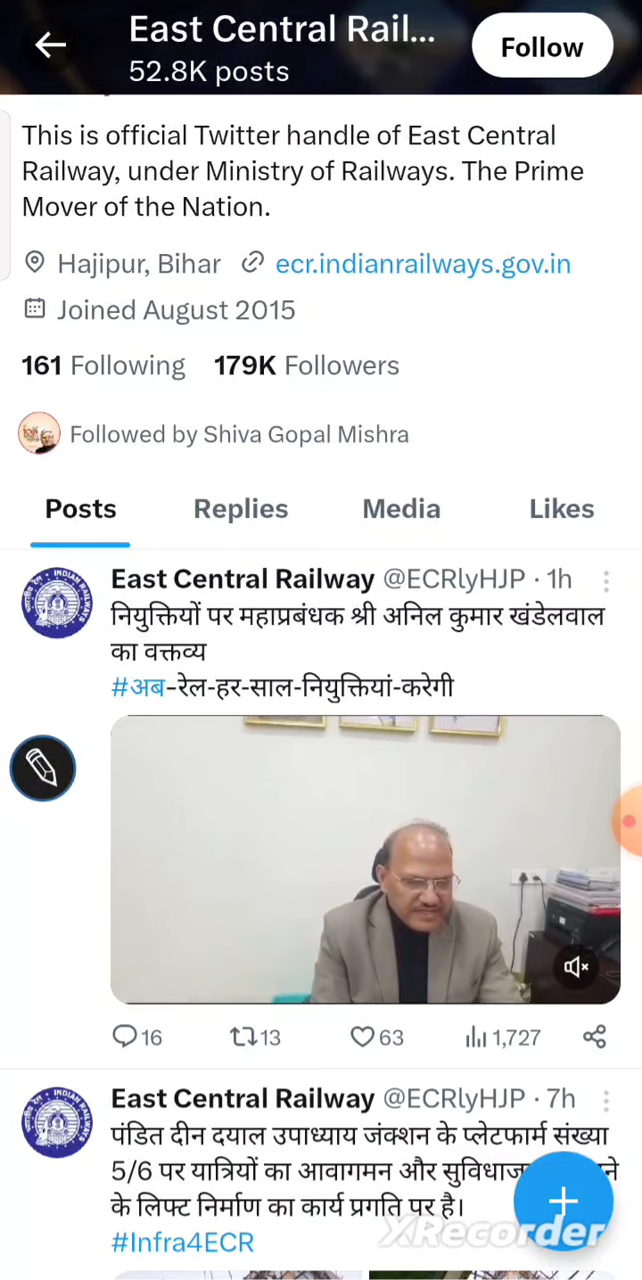 East Central Rail...
52.8K posts
Follow
This is official Twitter handle of East Central
Railway, under Ministry of Railways. The Prime
Mover of the Nation.
Hajipur, Bihar ecr.indianrailways.gov.in
Joined August 2015
161 Following 179K Followers
Followed by Shiva Gopal Mishra
Posts Replies Media Likes
East Central Railway @ECRlyHJP · 1h
नियुक्तियों पर महाप्रबंधक श्री अनिल कुमार खंडेलवाल
का वक्तव्य
#अब-रेल-हर-साल-नियुक्तियां-करेगी
16 13 63 1,727
East Central Railway @ECRlyHJP · 7h
पंडित दीन दयाल उपाध्याय जंक्शन के प्लेटफार्म संख्या
5/6 पर यात्रियों का आवागमन और
के लिफ्ट निर्माण का कार्य प्रगति पर है।
#Infra4ECR
XRecorder